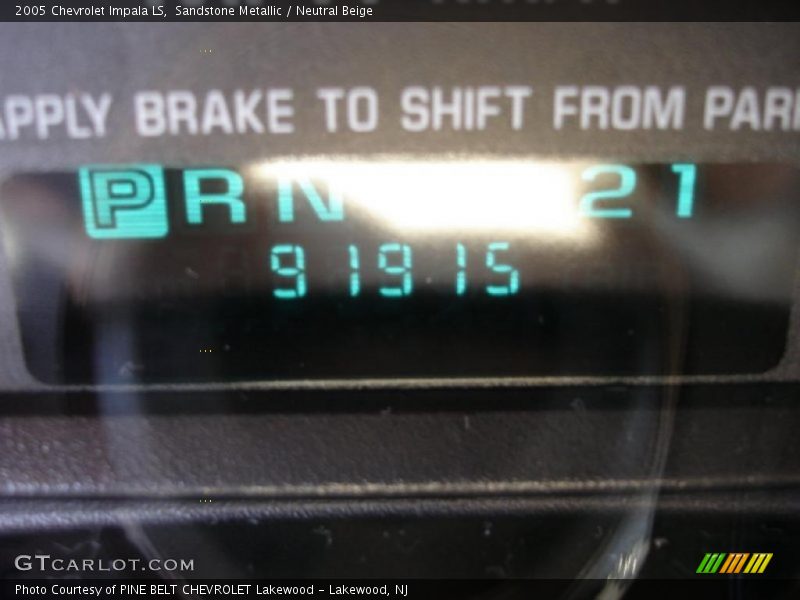 2005 Chevrolet Impala LS, Sandstone Metallic / Neutral Beige
APPLY BRAKE TO SHIFT FROM PARK
P R N 2 1
91915
GTCARLOT.COM
Photo Courtesy of PINE BELT CHEVROLET Lakewood - Lakewood, NJ